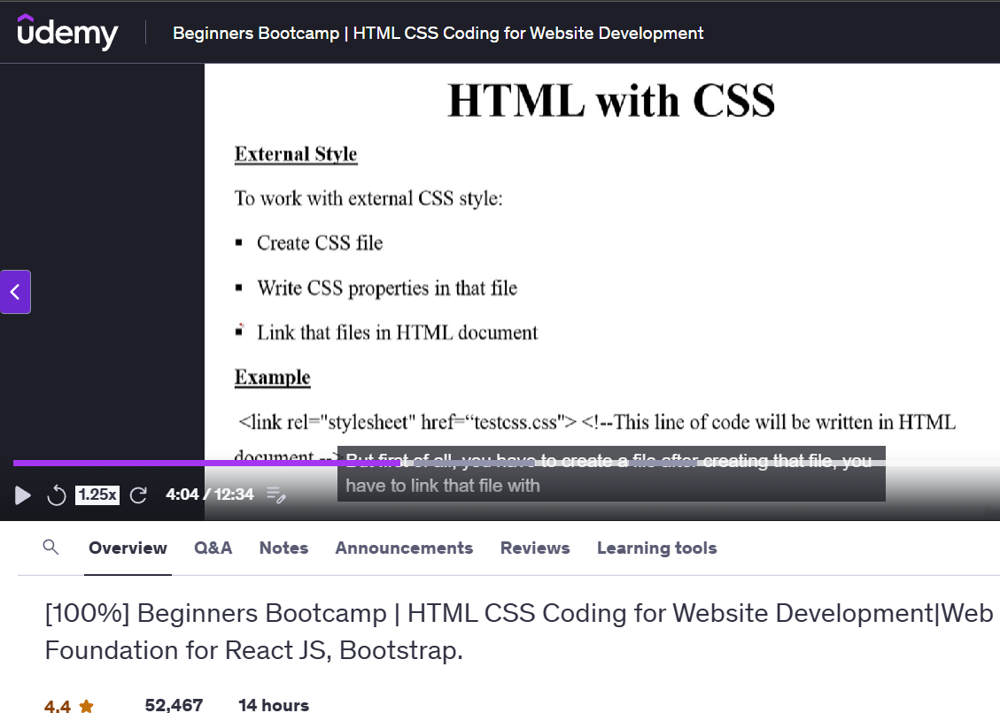 udemy
Beginners Bootcamp | HTML CSS Coding for Website Development
HTML with CSS
External Style
To work with external CSS style:
▪ Create CSS file
▪ Write CSS properties in that file
▪ Link that files in HTML document
Example
<link rel="stylesheet" href=“testcss.css"> <!--This line of code will be written in HTML
document -->
But first of all, you have to create a file after creating that file, you
have to link that file with
1.25x 4:04 / 12:34
Overview Q&A Notes Announcements Reviews Learning tools
[100%] Beginners Bootcamp | HTML CSS Coding for Website Development|Web
Foundation for React JS, Bootstrap.
4.4 52,467 14 hours